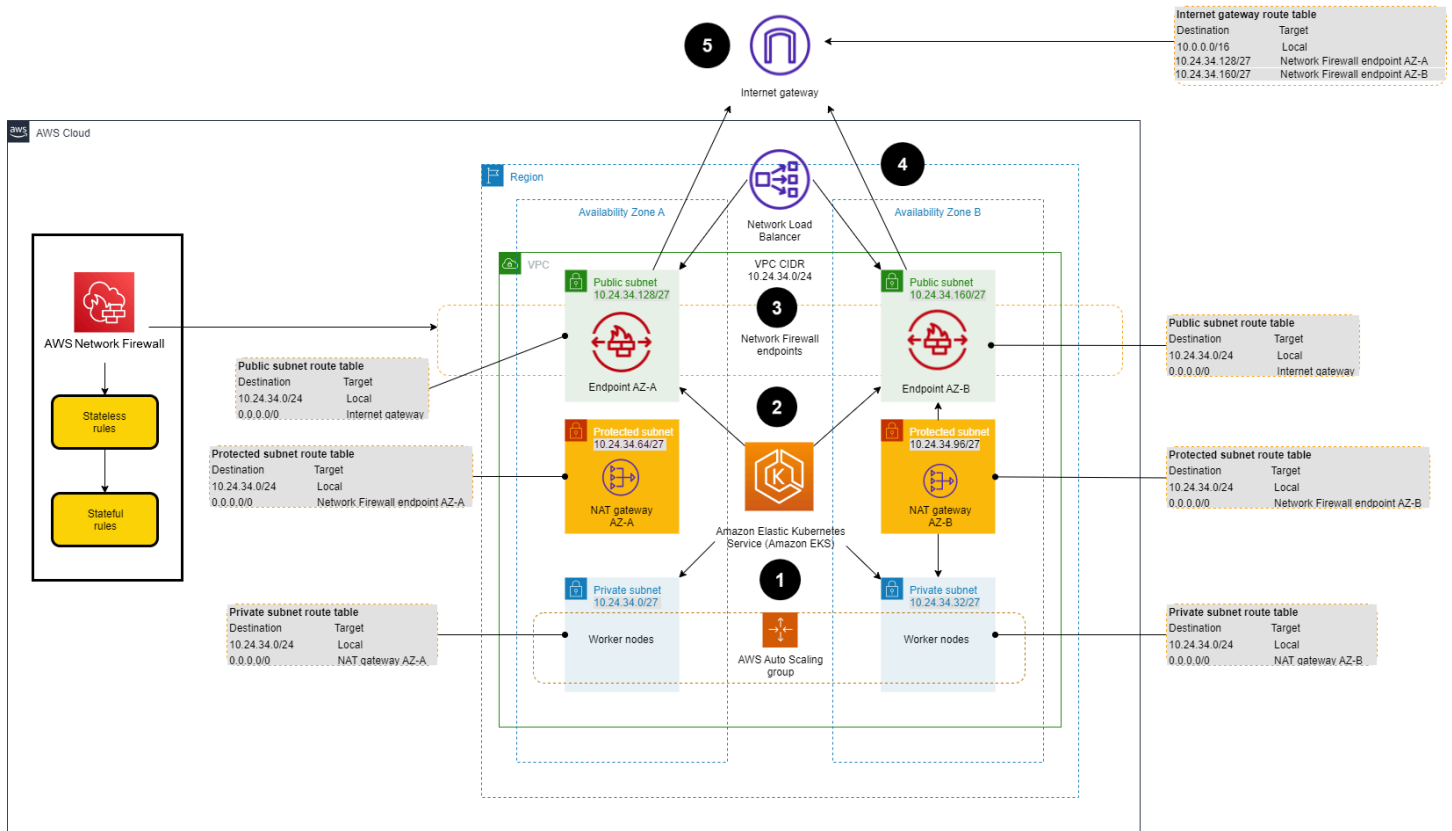 Internet gateway route table
Destination Target
10.0.0.0/16 Local
10.24.34.128/27 Network Firewall endpoint AZ-A
10.24.34.160/27 Network Firewall endpoint AZ-B
5
Internet gateway
aws
AWS Cloud
4
Region
Availability Zone A
Availability Zone B
Network Load
Balancer
VPC
VPC CIDR
10.24.34.0/24
Public subnet
10.24.34.128/27
Public subnet
10.24.34.160/27
3
Network Firewall
endpoints
AWS Network Firewall
Stateless
rules
Stateful
rules
Public subnet route table
Destination Target
10.24.34.0/24 Local
0.0.0.0/0 Internet gateway
Endpoint AZ-A
Endpoint AZ-B
Public subnet route table
Destination Target
10.24.34.0/24 Local
0.0.0.0/0 Internet gateway
2
Protected subnet route table
Destination Target
10.24.34.0/24 Local
0.0.0.0/0 Network Firewall endpoint AZ-A
Protected subnet
10.24.34.64/27
NAT gateway
AZ-A
K
Amazon Elastic Kubernetes
Service (Amazon EKS)
Protected subnet
10.24.34.96/27
NAT gateway
AZ-B
Protected subnet route table
Destination Target
10.24.34.0/24 Local
0.0.0.0/0 Network Firewall endpoint AZ-B
1
Private subnet route table
Destination Target
10.24.34.0/24 Local
0.0.0.0/0 NAT gateway AZ-A
Private subnet
10.24.34.0/27
Worker nodes
AWS Auto Scaling
group
Private subnet
10.24.34.32/27
Worker nodes
Private subnet route table
Destination Target
10.24.34.0/24 Local
0.0.0.0/0 NAT gateway AZ-B